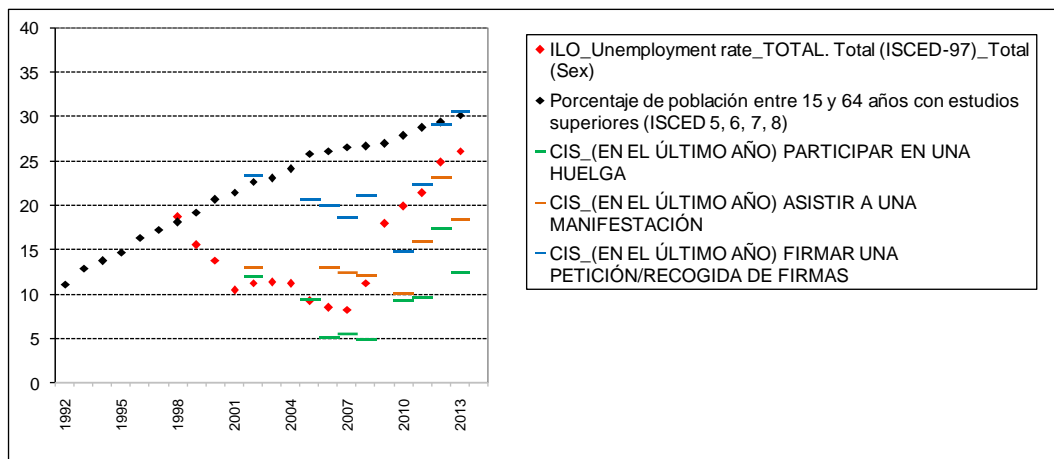 40
35
30
25
20
15
10
5
0
1992
1995
1998
2001
2004
2007
2010
2013
ILO_Unemployment rate_TOTAL. Total (ISCED-97)_Total
(Sex)
Porcentaje de población entre 15 y 64 años con estudios
superiores (ISCED 5, 6, 7, 8)
CIS_(EN EL ÚLTIMO AÑO) PARTICIPAR EN UNA
HUELGA
CIS_(EN EL ÚLTIMO AÑO) ASISTIR A UNA
MANIFESTACIÓN
CIS_(EN EL ÚLTIMO AÑO) FIRMAR UNA
PETICIÓN/RECOGIDA DE FIRMAS